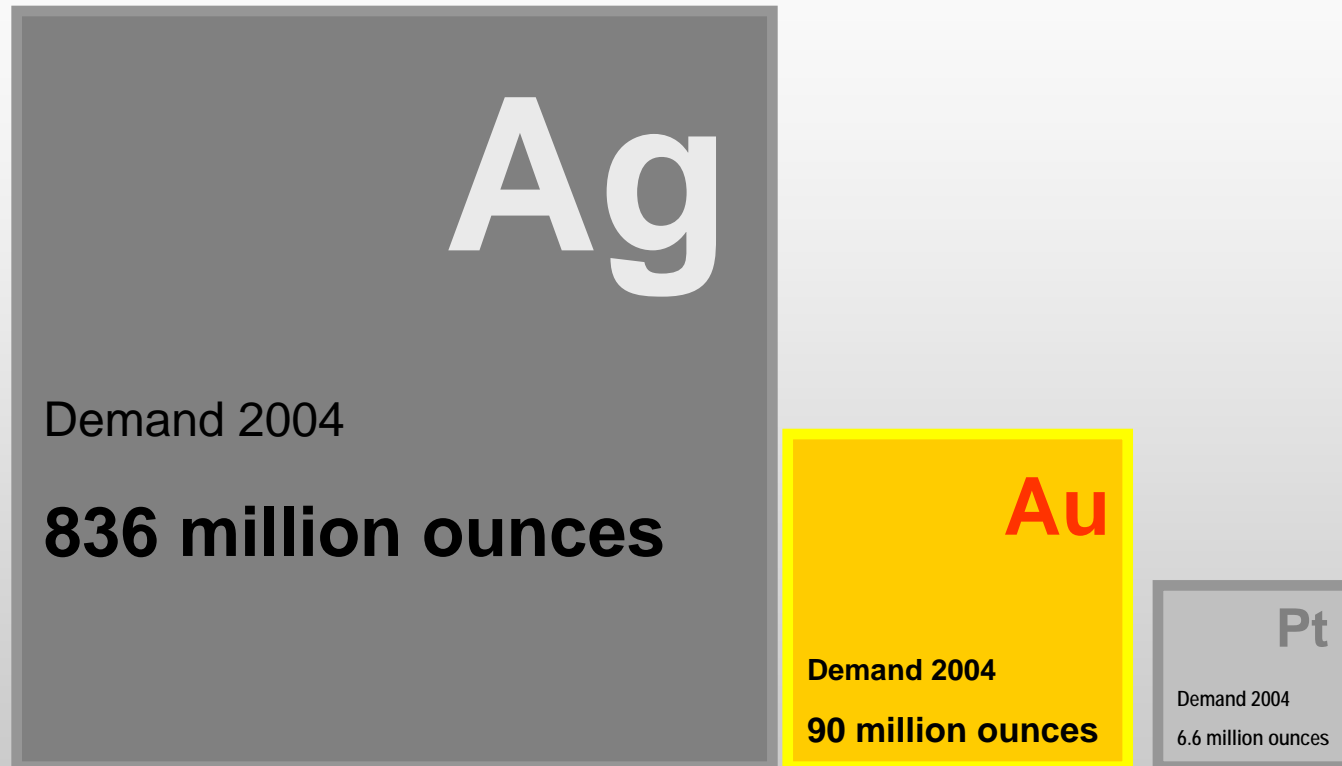 Ag
Demand 2004
836 million ounces
Au
Demand 2004
90 million ounces
Pt
Demand 2004
6.6 million ounces